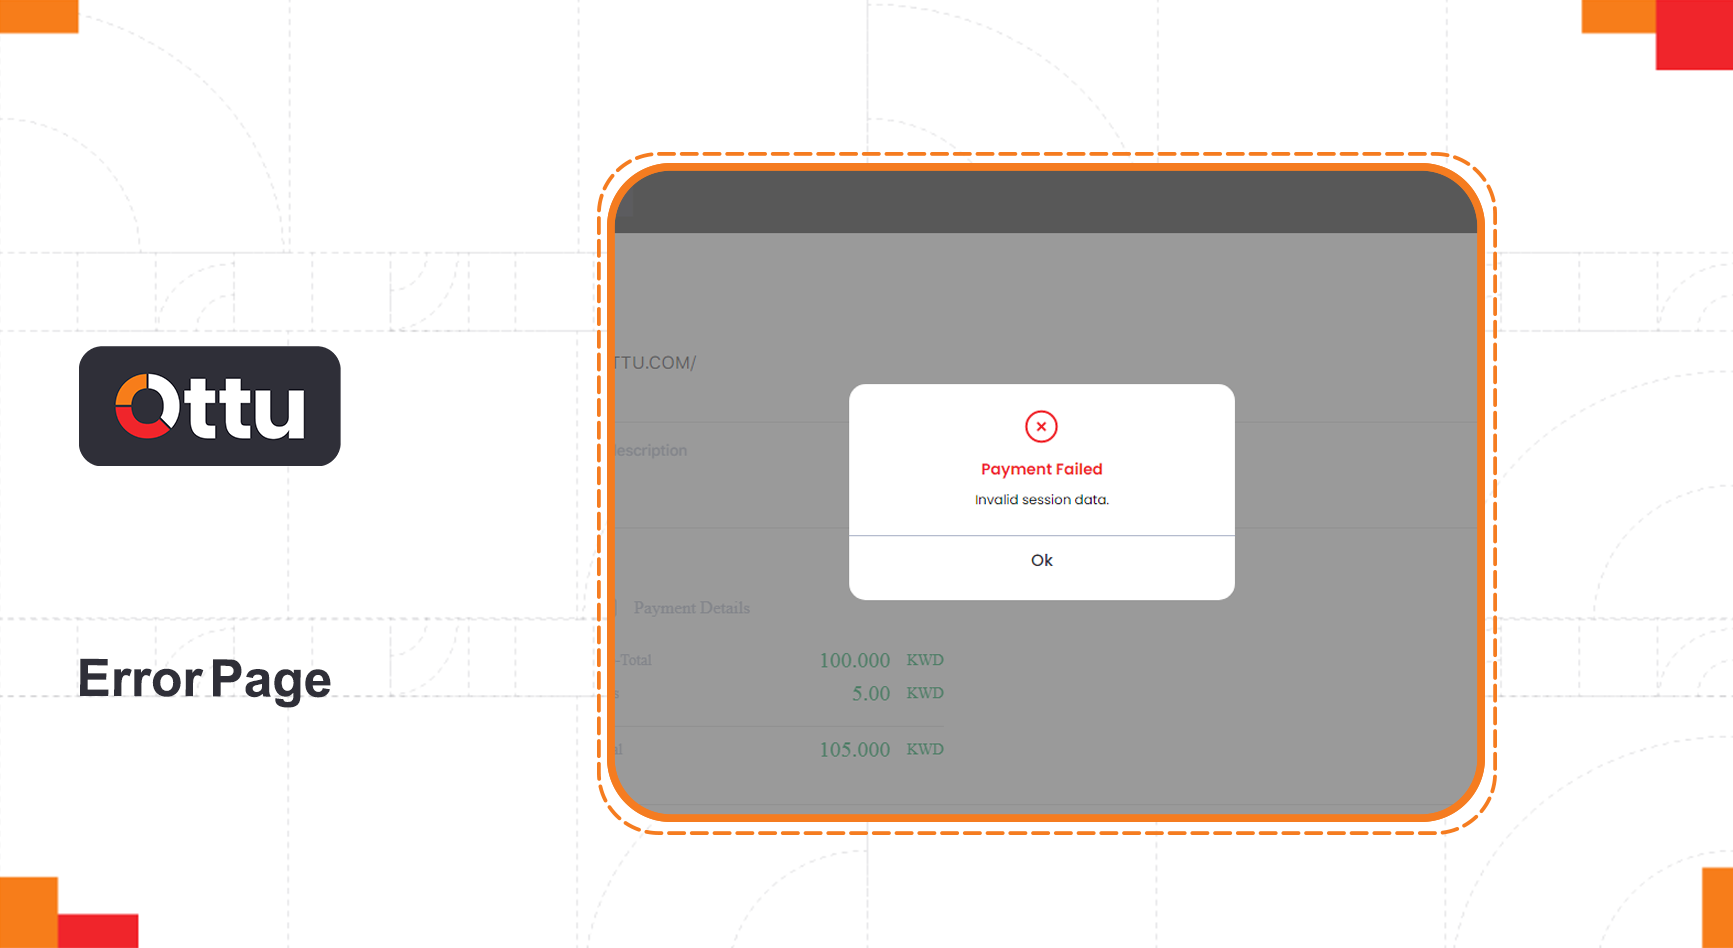 Ottu
Error Page
TTU.COM/
escription
Payment Failed
Invalid session data.
Ok
Payment Details
-Total 100.000 KWD
s 5.00 KWD
al 105.000 KWD